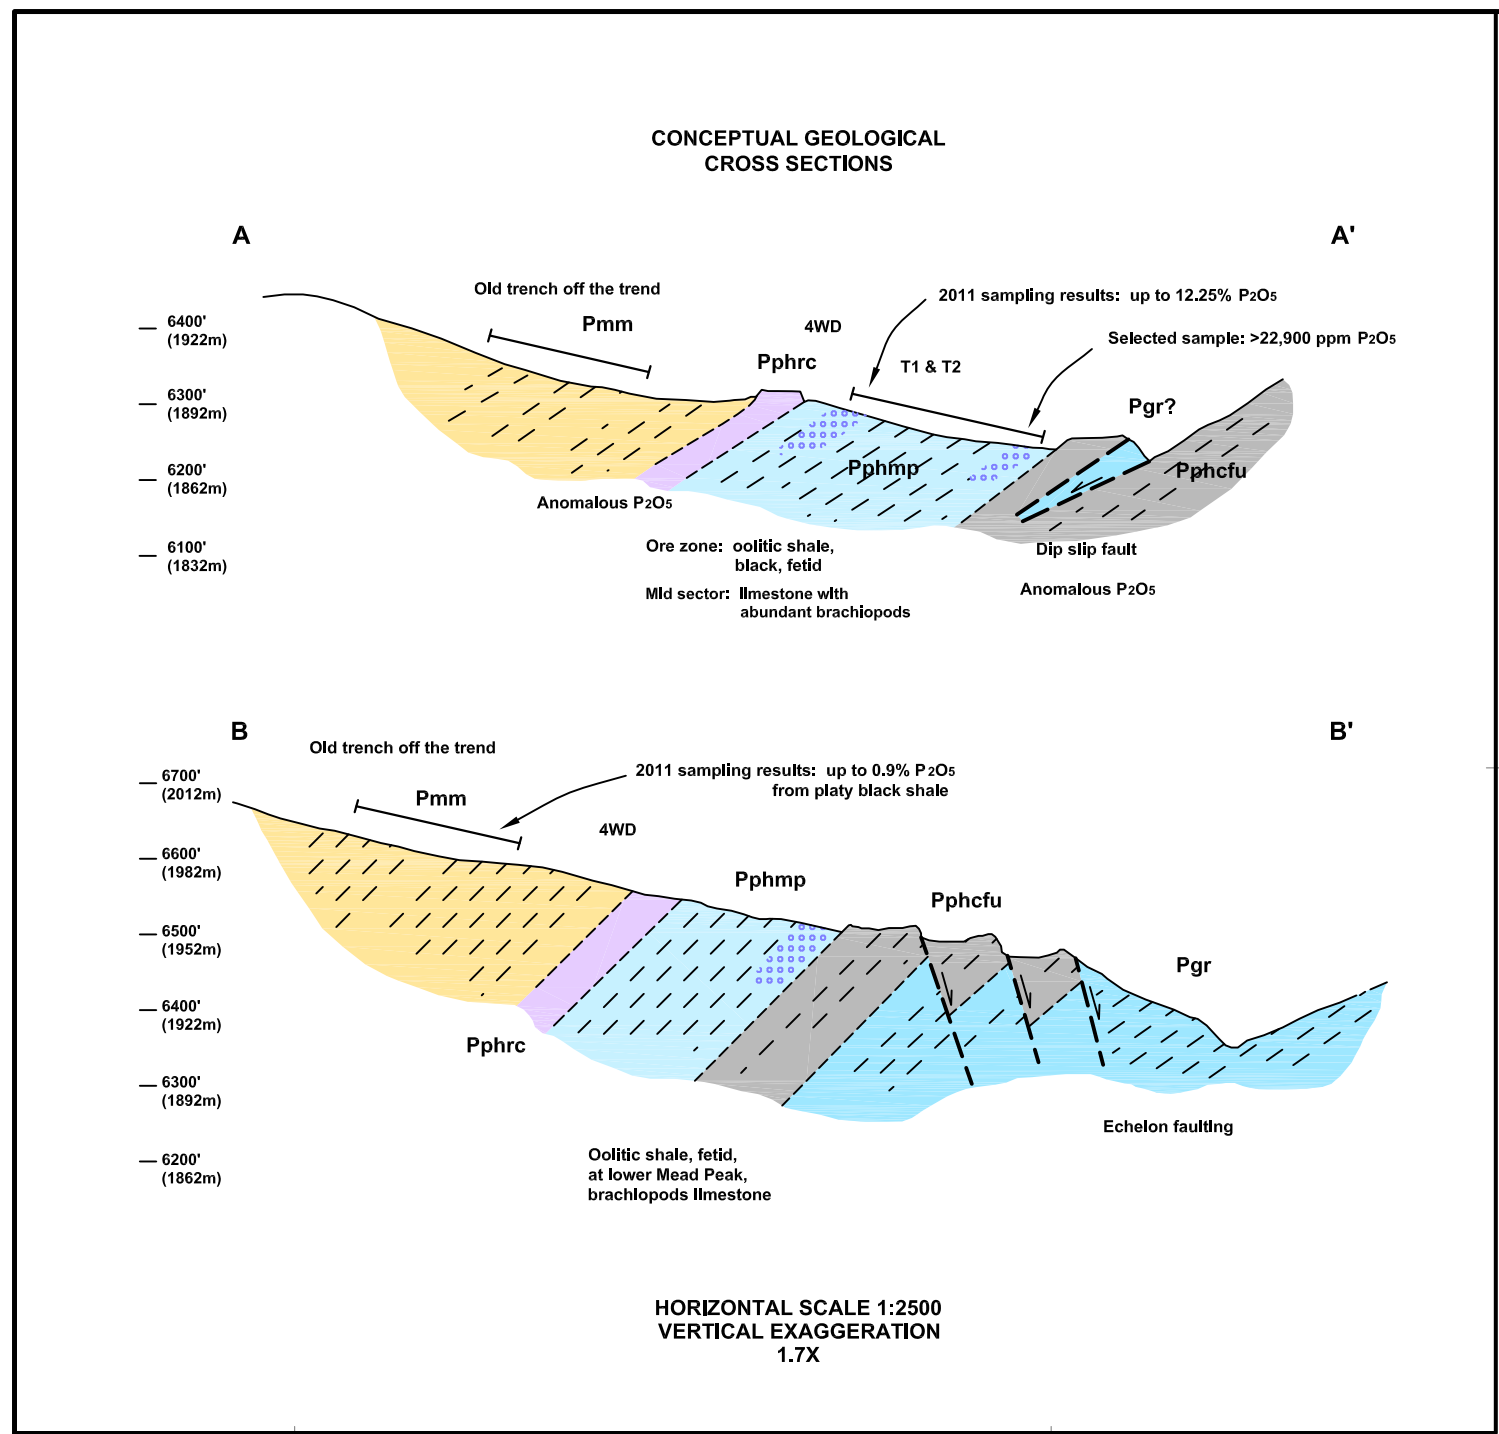 CONCEPTUAL GEOLOGICAL
CROSS SECTIONS
A
A'
Old trench off the trend
2011 sampling results: up to 12.25% P2O5
6400'
(1922m)
Pmm
4WD
Selected sample: >22,900 ppm P2O5
Pphrc
T1 & T2
6300'
(1892m)
Pgr?
6200'
(1862m)
Pphmp
Pphcfu
Anomalous P2O5
6100'
(1832m)
Ore zone: oolitic shale,
black, fetid
Dip slip fault
Mid sector: limestone with
abundant brachiopods
Anomalous P2O5
B
B'
Old trench off the trend
6700'
(2012m)
2011 sampling results: up to 0.9% P2O5
from platy black shale
Pmm
4WD
6600'
(1982m)
Pphmp
Pphcfu
6500'
(1952m)
Pgr
6400'
(1922m)
Pphrc
6300'
(1892m)
Echelon faulting
6200'
(1862m)
Oolitic shale, fetid,
at lower Mead Peak,
brachiopods limestone
HORIZONTAL SCALE 1:2500
VERTICAL EXAGGERATION
1.7X